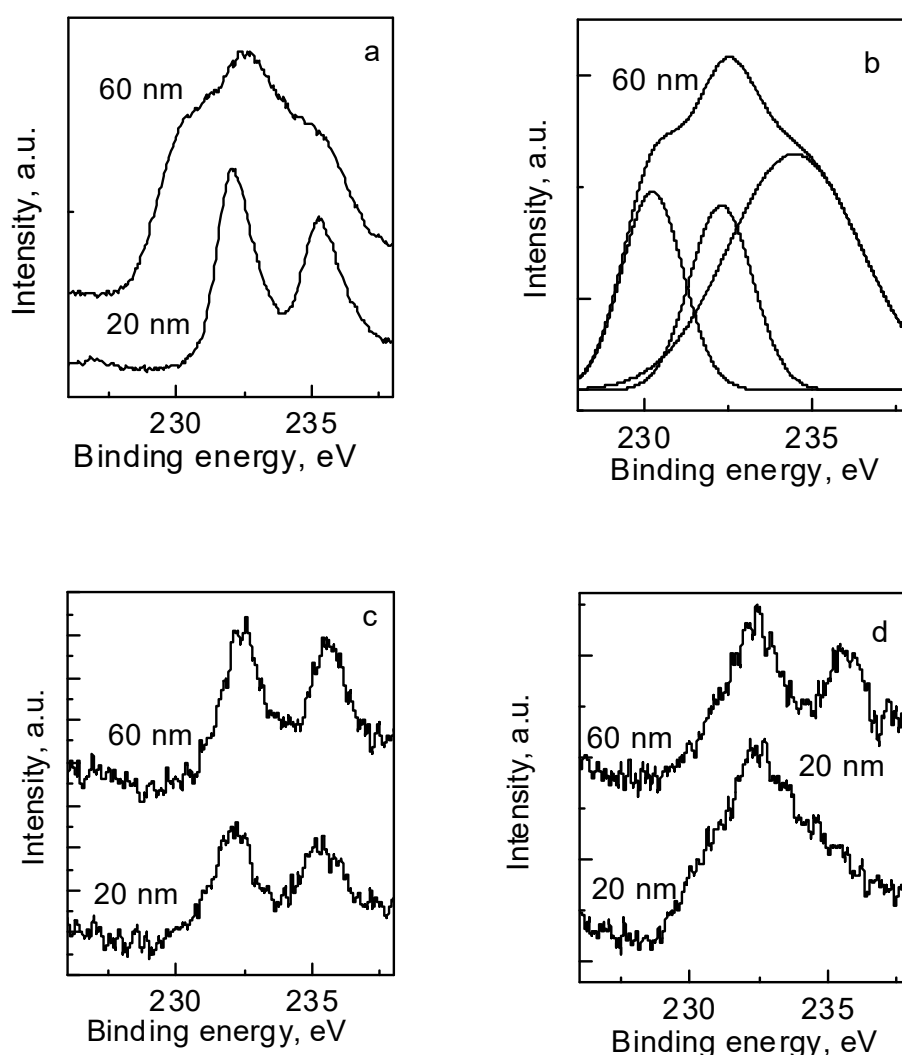 a
60 nm
20 nm
Intensity, a.u.
230 235
Binding energy, eV
b
60 nm
Intensity, a.u.
230 235
Binding energy, eV
c
60 nm
20 nm
Intensity, a.u.
230 235
Binding energy, eV
d
60 nm
20 nm
20 nm
Intensity, a.u.
230 235
Binding energy, eV